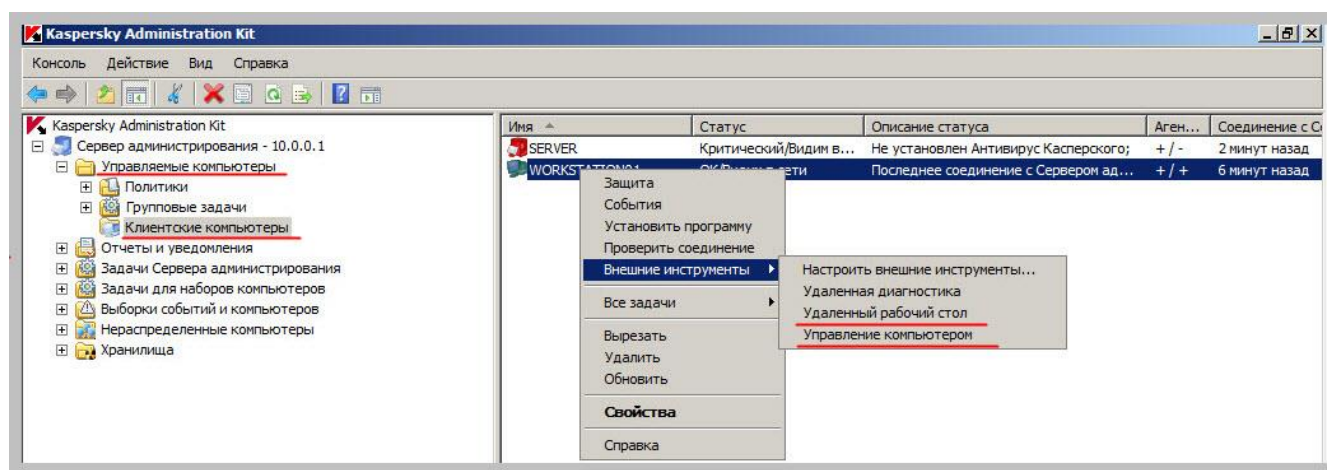 Kaspersky Administration Kit
Консоль Действие Вид Справка
Kaspersky Administration Kit
Сервер администрирования - 10.0.0.1
Управляемые компьютеры
Политики
Групповые задачи
Клиентские компьютеры
Отчеты и уведомления
Задачи Сервера администрирования
Задачи для наборов компьютеров
Выборки событий и компьютеров
Нераспределенные компьютеры
Хранилища
Имя Статус Описание статуса Аген... Соединение с С
SERVER Критический/Видим в... Не установлен Антивирус Касперского; + / - 2 минут назад
WORKSTATION01 сети Последнее соединение с Сервером ад... + / + 6 минут назад
Защита
События
Установить программу
Проверить соединение
Внешние инструменты
Все задачи
Вырезать
Удалить
Обновить
Свойства
Справка
Настроить внешние инструменты...
Удаленная диагностика
Удаленный рабочий стол
Управление компьютером